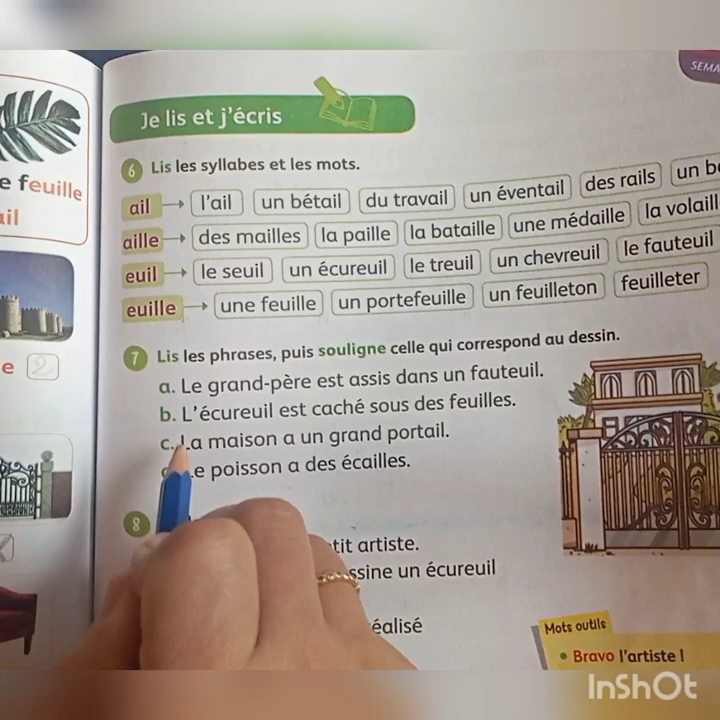 SEMA
Je lis et j'écris
e feuille
ail
6 Lis les syllabes et les mots.
ail → l'ail un bétail du travail un éventail des rails un b
aille → des mailles la paille la bataille une médaille la volaill
euil → le seuil un écureuil le treuil un chevreuil le fauteuil
euille → une feuille un portefeuille un feuilleton feuilleter
e 2
7 Lis les phrases, puis souligne celle qui correspond au dessin.
a. Le grand-père est assis dans un fauteuil.
b. L'écureuil est caché sous des feuilles.
c. La maison a un grand portail.
e poisson a des écailles.
8
tit artiste.
ssine un écureuil
éalisé
Mots outils
• Bravo l'artiste !
InShOt